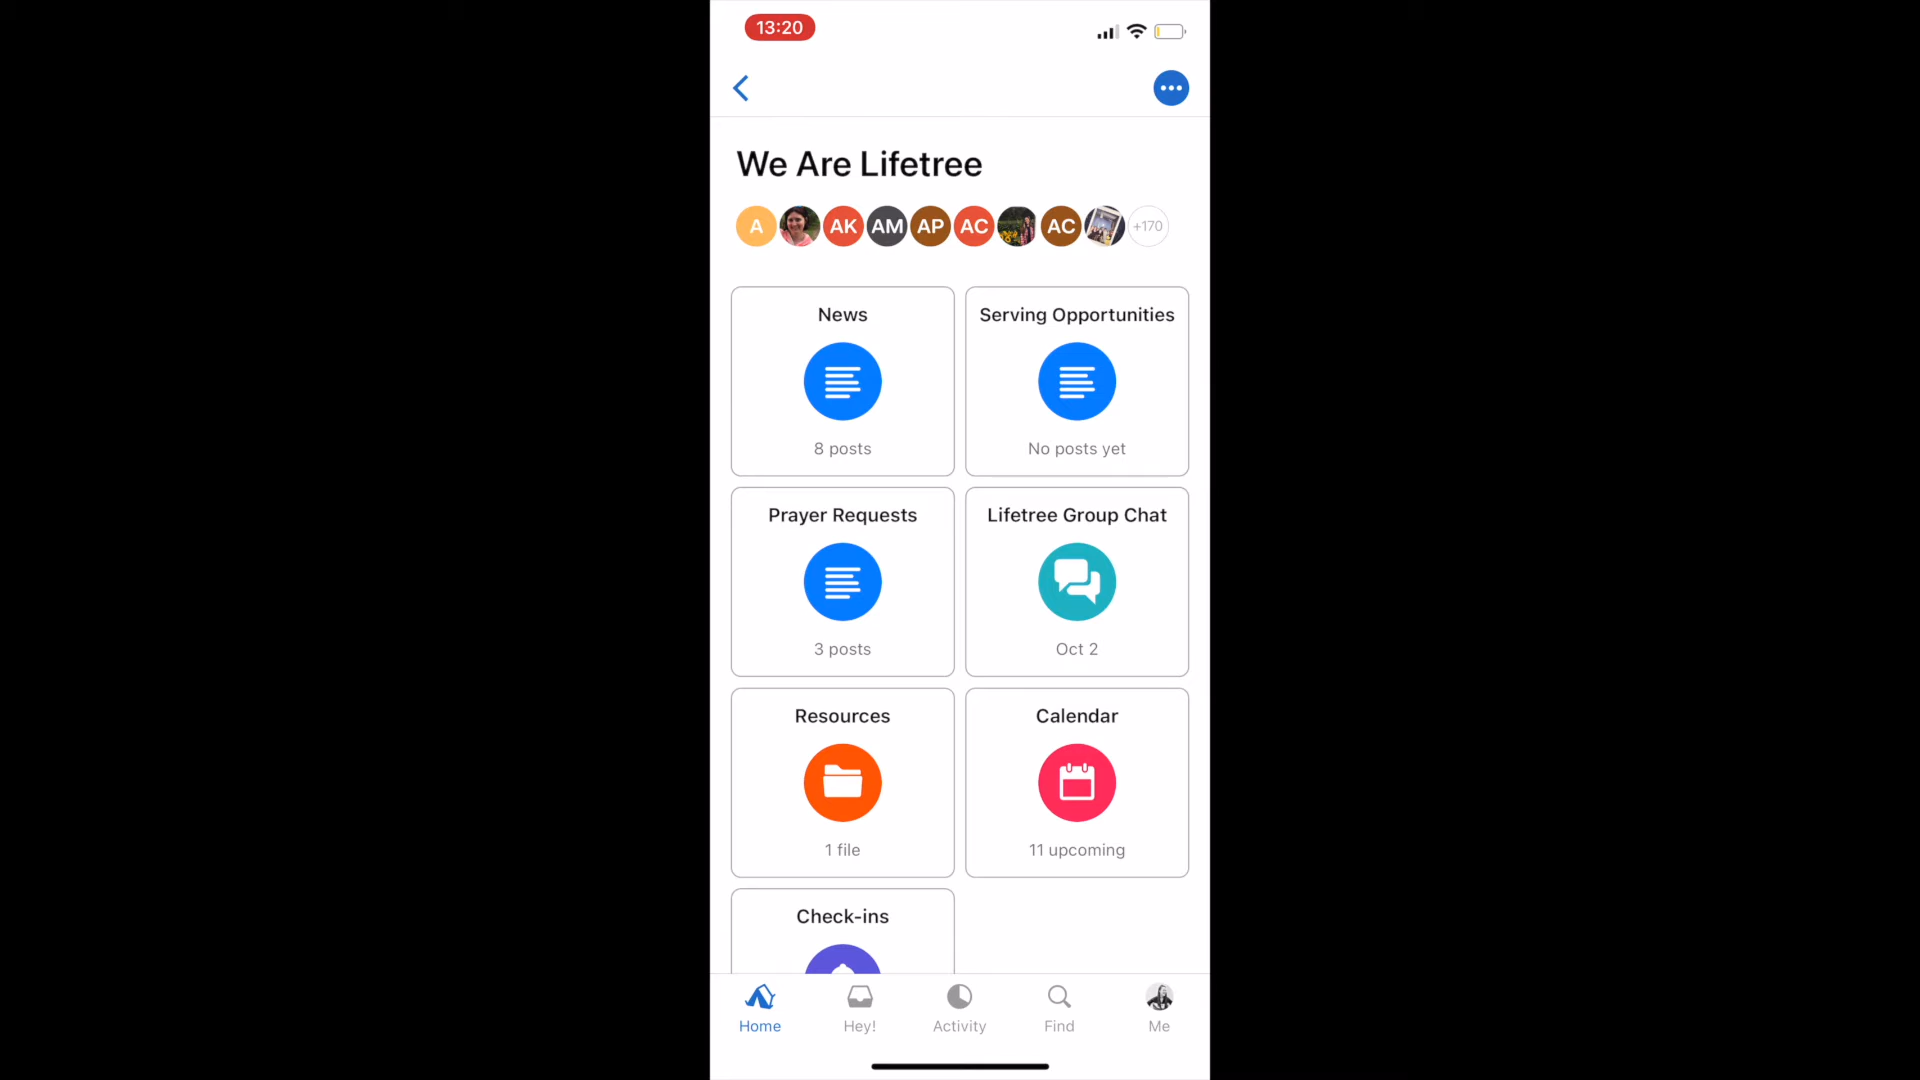 13:20
We Are Lifetree
A AK AM AP AC AC +170
News
8 posts
Serving Opportunities
No posts yet
Prayer Requests
3 posts
Lifetree Group Chat
Oct 2
Resources
1 file
Calendar
11 upcoming
Check-ins
Home
Hey!
Activity
Find
Me